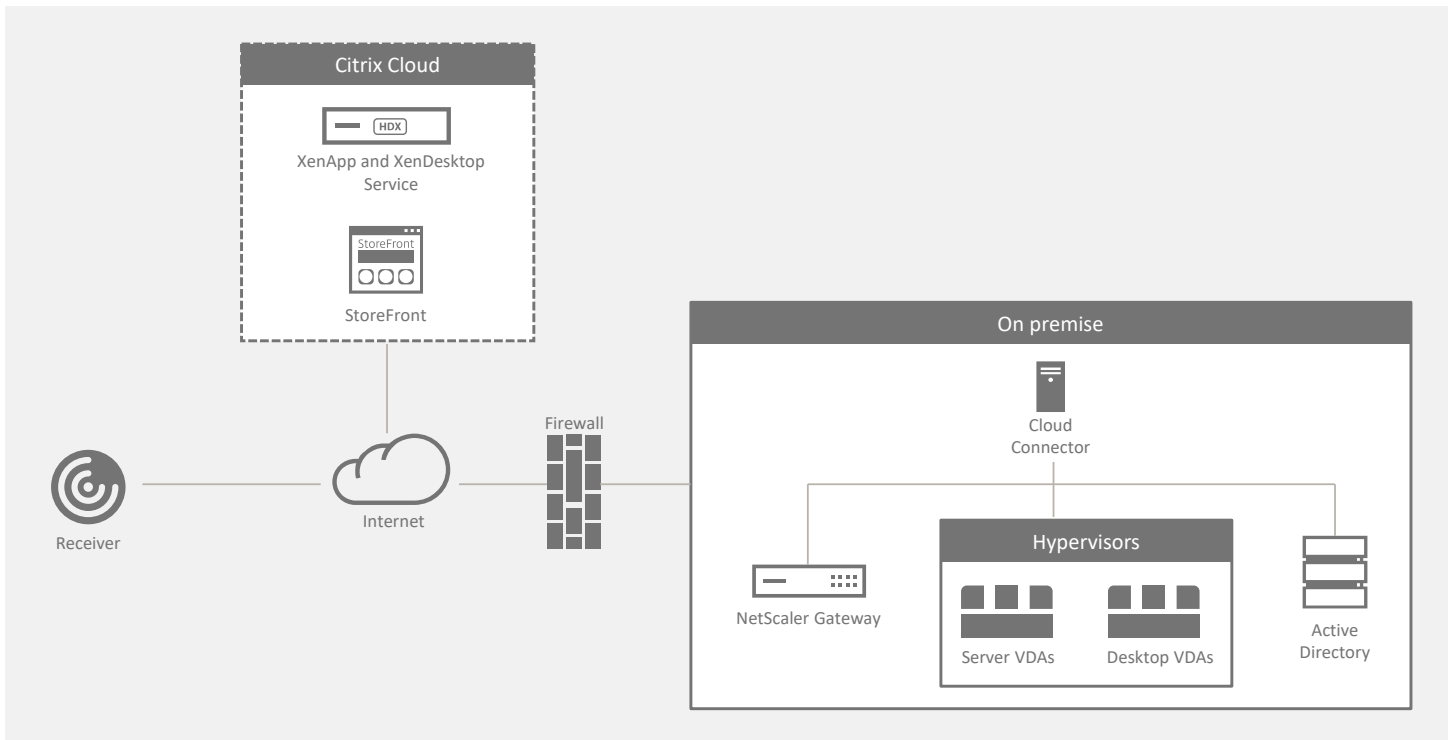 Citrix Cloud
HDX
XenApp and XenDesktop
Service
StoreFront
StoreFront
On premise
Cloud
Connector
Firewall
Receiver
Internet
NetScaler Gateway
Hypervisors
Server VDAs
Desktop VDAs
Active
Directory